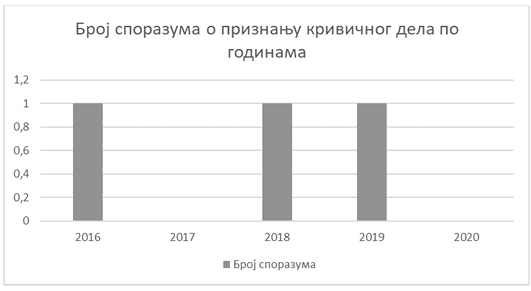 Број споразума о признању кривичног дела по
годинама
1,2
1
0,8
0,6
0,4
0,2
0
2016 2017 2018 2019 2020
Број споразума